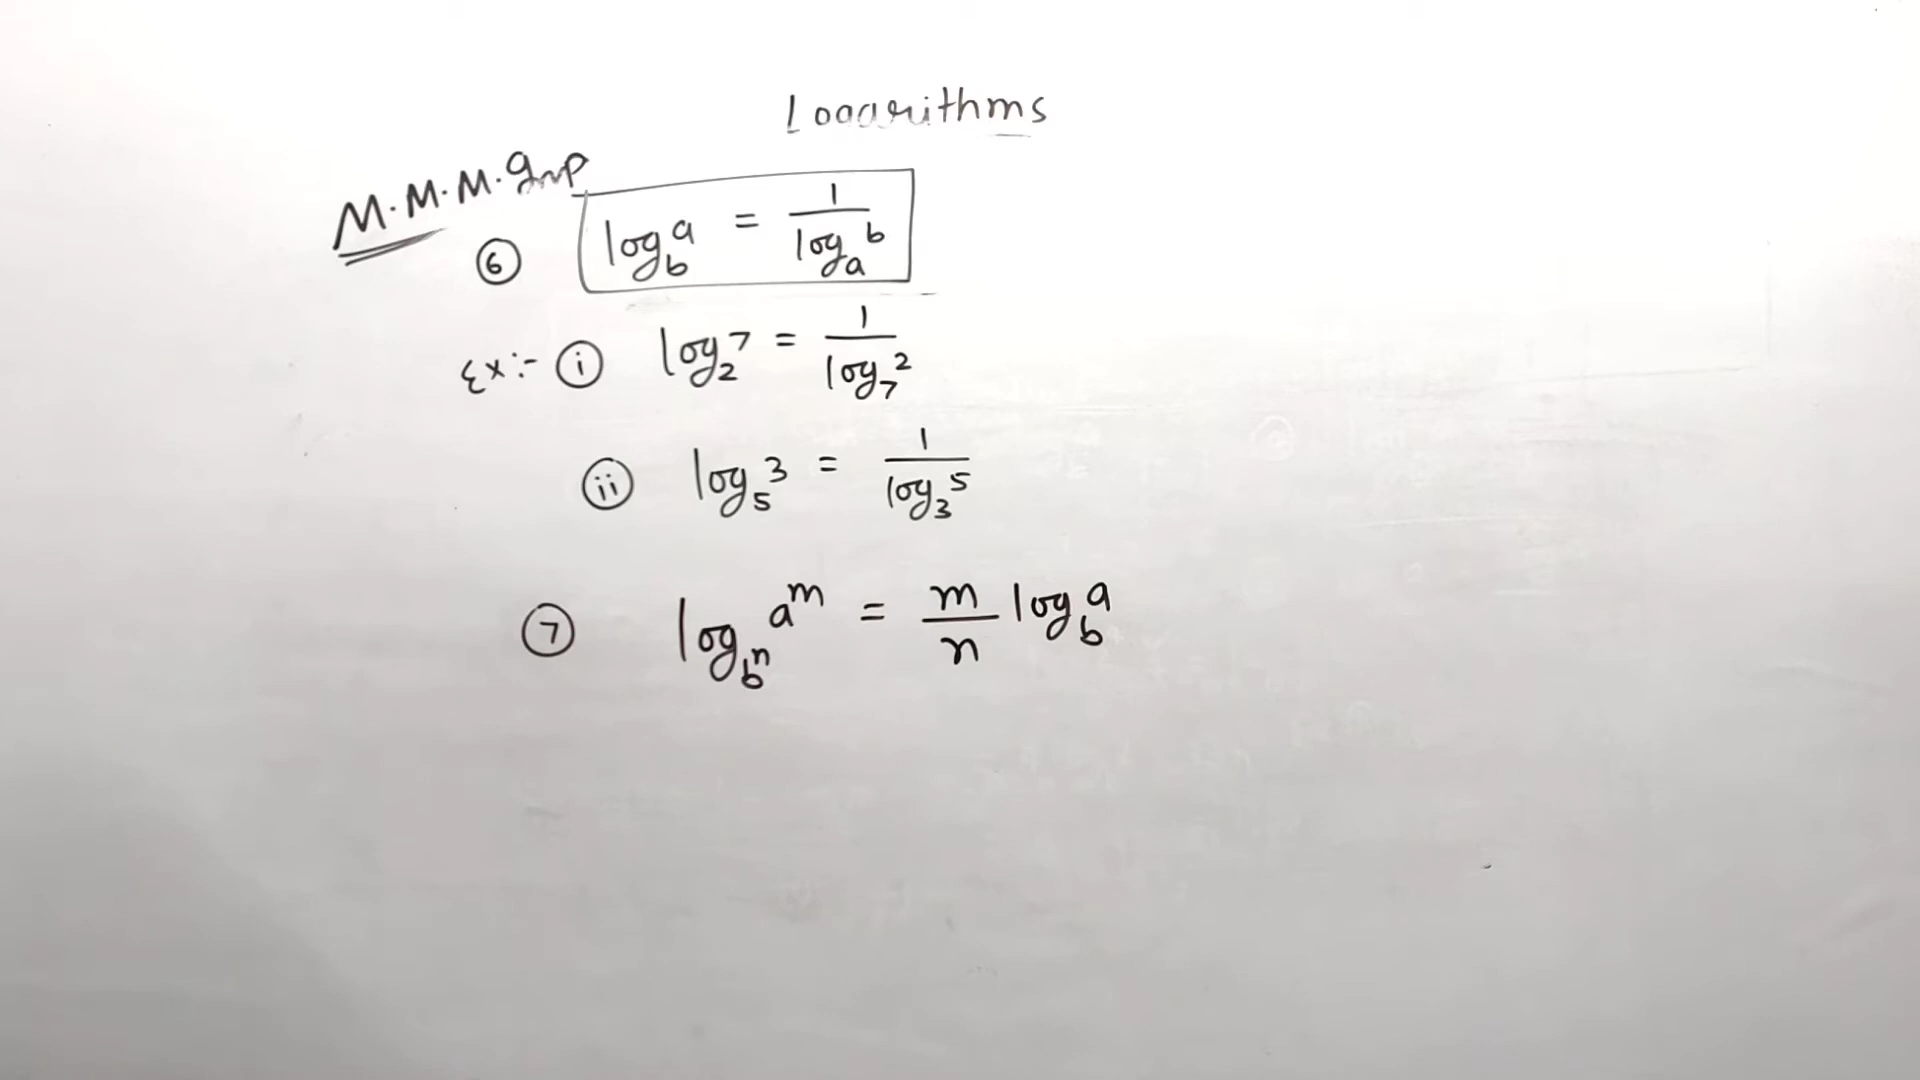 Logarithms
M.M.M. Imp
⑥ log_b a = 1/log_a b
Ex:- ⓘ log_2 7 = 1/log_7 2
ⓘⓘ log_5 3 = 1/log_3 5
⑦ log_{b^n} a^m = m/n log_b a